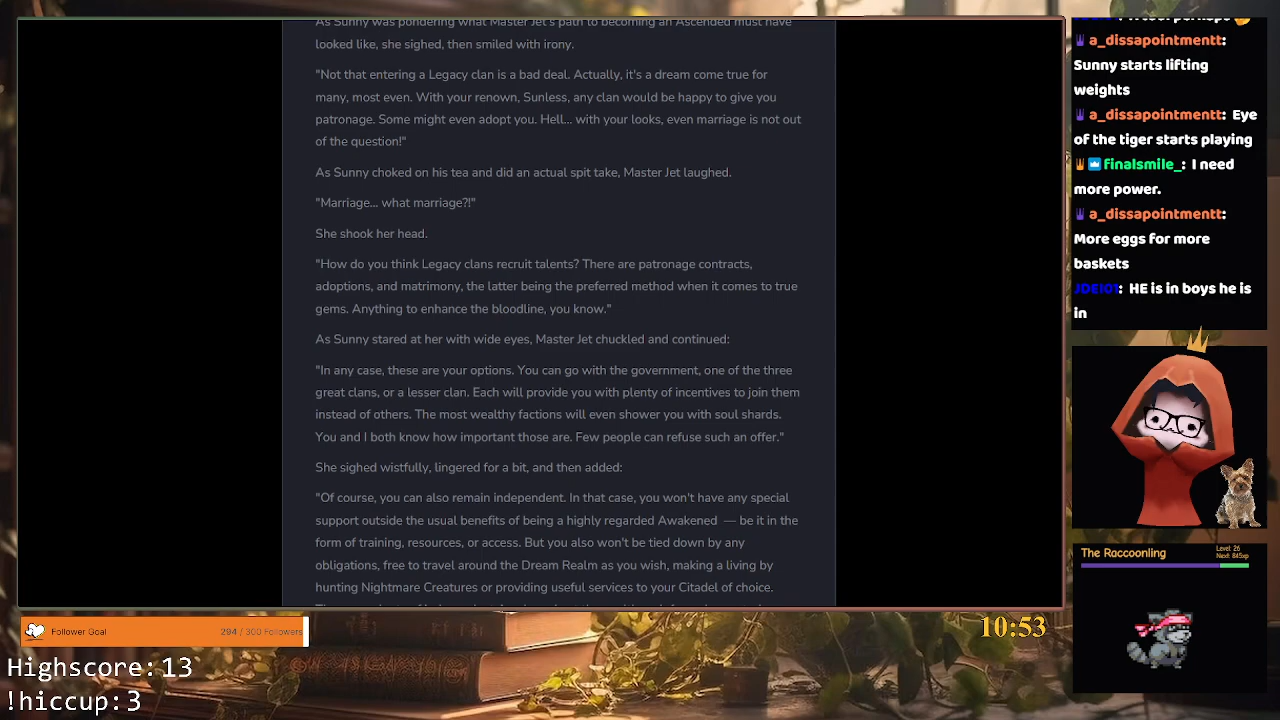 As Sunny was pondering what Master Jet's path to becoming an Ascended must have
looked like, she sighed, then smiled with irony.
"Not that entering a Legacy clan is a bad deal. Actually, it's a dream come true for
many, most even. With your renown, Sunless, any clan would be happy to give you
patronage. Some might even adopt you. Hell... with your looks, even marriage is not out
of the question!"
As Sunny choked on his tea and did an actual spit take, Master Jet laughed.
"Marriage... what marriage?!"
She shook her head.
"How do you think Legacy clans recruit talents? There are patronage contracts,
adoptions, and matrimony, the latter being the preferred method when it comes to true
gems. Anything to enhance the bloodline, you know."
As Sunny stared at her with wide eyes, Master Jet chuckled and continued:
"In any case, these are your options. You can go with the government, one of the three
great clans, or a lesser clan. Each will provide you with plenty of incentives to join them
instead of others. The most wealthy factions will even shower you with soul shards.
You and I both know how important those are. Few people can refuse such an offer."
She sighed wistfully, lingered for a bit, and then added:
"Of course, you can also remain independent. In that case, you won't have any special
support outside the usual benefits of being a highly regarded Awakened — be it in the
form of training, resources, or access. But you also won't be tied down by any
obligations, free to travel around the Dream Realm as you wish, making a living by
hunting Nightmare Creatures or providing useful services to your Citadel of choice.
a_dissapointmentt:
Sunny starts lifting
weights
a_dissapointmentt: Eye
of the tiger starts playing
finalsmile_: I need
more power.
a_dissapointmentt:
More eggs for more
baskets
JDEI01: HE is in boys he is
in
The Raccoonling
Level: 26
Next: 845xp
Follower Goal
294 / 300 Followers
10:53
Highscore:13
!hiccup:3